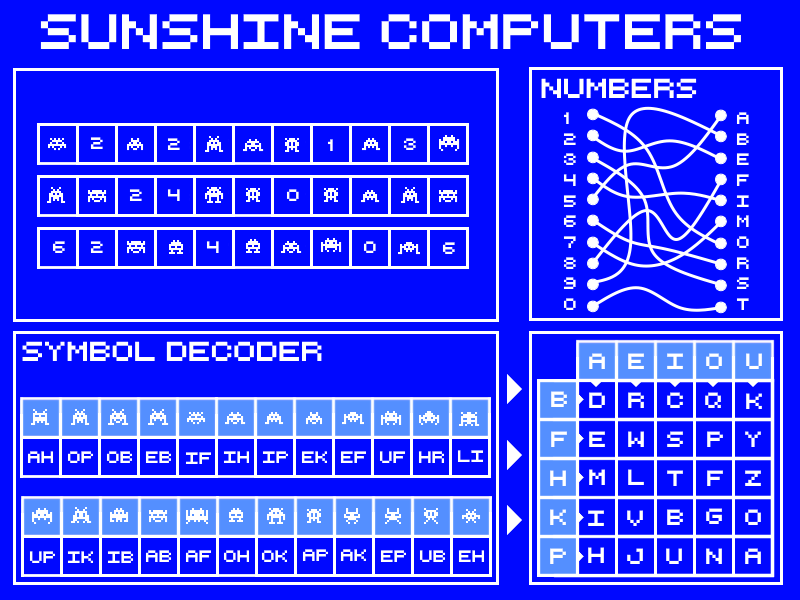 SUNSHINE COMPUTERS
2 2 1 3
2 4 0
6 2 4 0 6
NUMBERS
1 A
2 B
3 E
4 F
5 I
6 M
7 O
8 R
9 S
0 T
SYMBOL DECODER
AH OP OB EB IF IH IP EK EF UF HR LI
UP IK IB AB AF OH OK AP AK EP UB EH
A E I O U
B D R C Q K
F E W S P Y
H M L T F Z
K I V B G O
P H J U N A